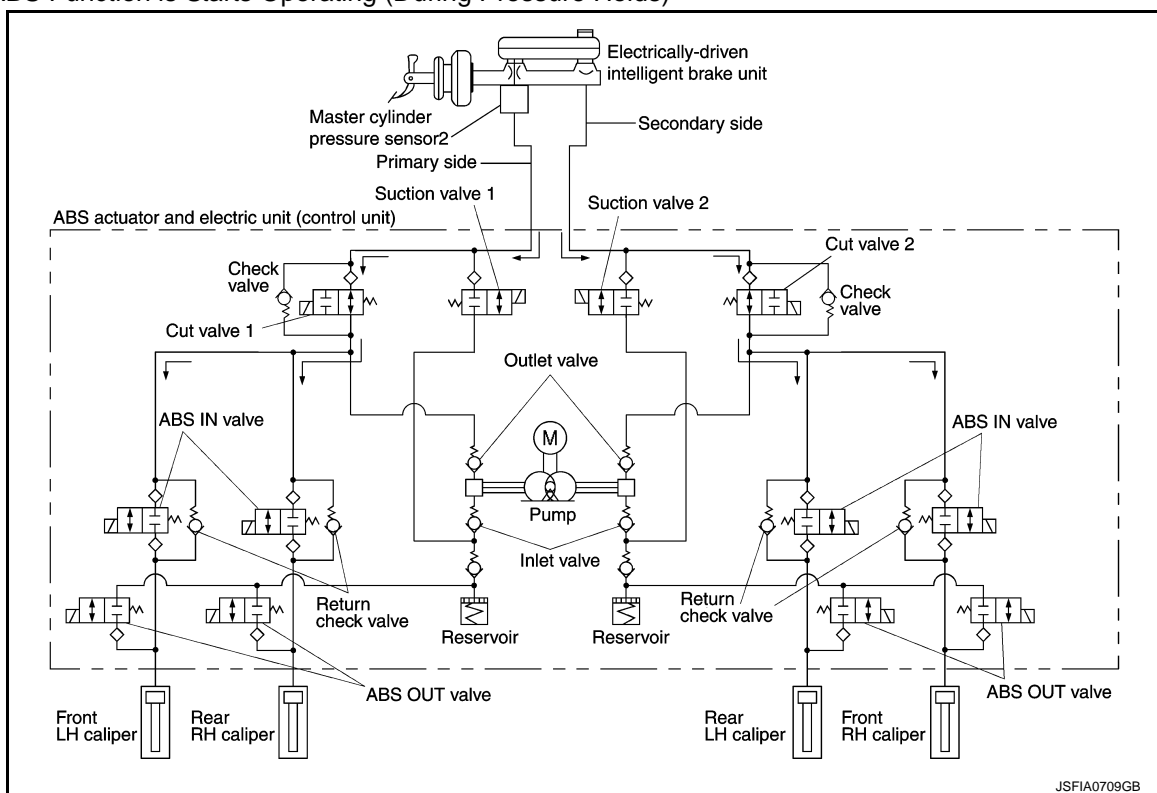 ABS Function is Starts Operating (During Pressure Holds)
Electrically-driven
intelligent brake unit
Master cylinder
pressure sensor2
Secondary side
Primary side
Suction valve 1
Suction valve 2
ABS actuator and electric unit (control unit)
Cut valve 2
Check
valve
Check
valve
Cut valve 1
Outlet valve
ABS IN valve
ABS IN valve
M
Pump
Inlet valve
Return
check valve
Reservoir
Reservoir
Return
check valve
ABS OUT valve
ABS OUT valve
Front
LH caliper
Rear
RH caliper
Rear
LH caliper
Front
RH caliper
JSFIA0709GB